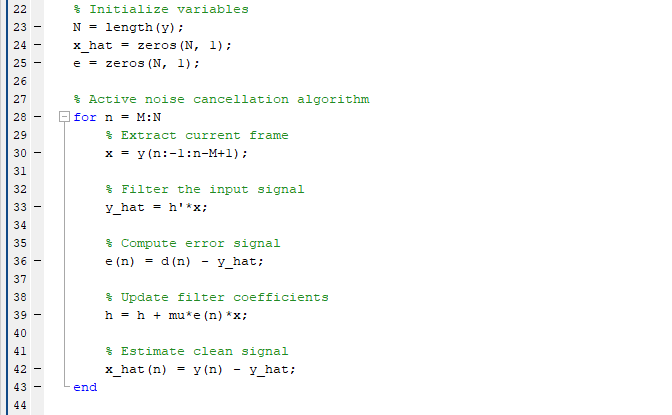 22 % Initialize variables
23 – N = length(y);
24 – x_hat = zeros(N, 1);
25 – e = zeros(N, 1);
26
27 % Active noise cancellation algorithm
28 – for n = M:N
29 % Extract current frame
30 – x = y(n:-1:n-M+1);
31
32 % Filter the input signal
33 – y_hat = h'*x;
34
35 % Compute error signal
36 – e(n) = d(n) - y_hat;
37
38 % Update filter coefficients
39 – h = h + mu*e(n)*x;
40
41 % Estimate clean signal
42 – x_hat(n) = y(n) - y_hat;
43 – end
44